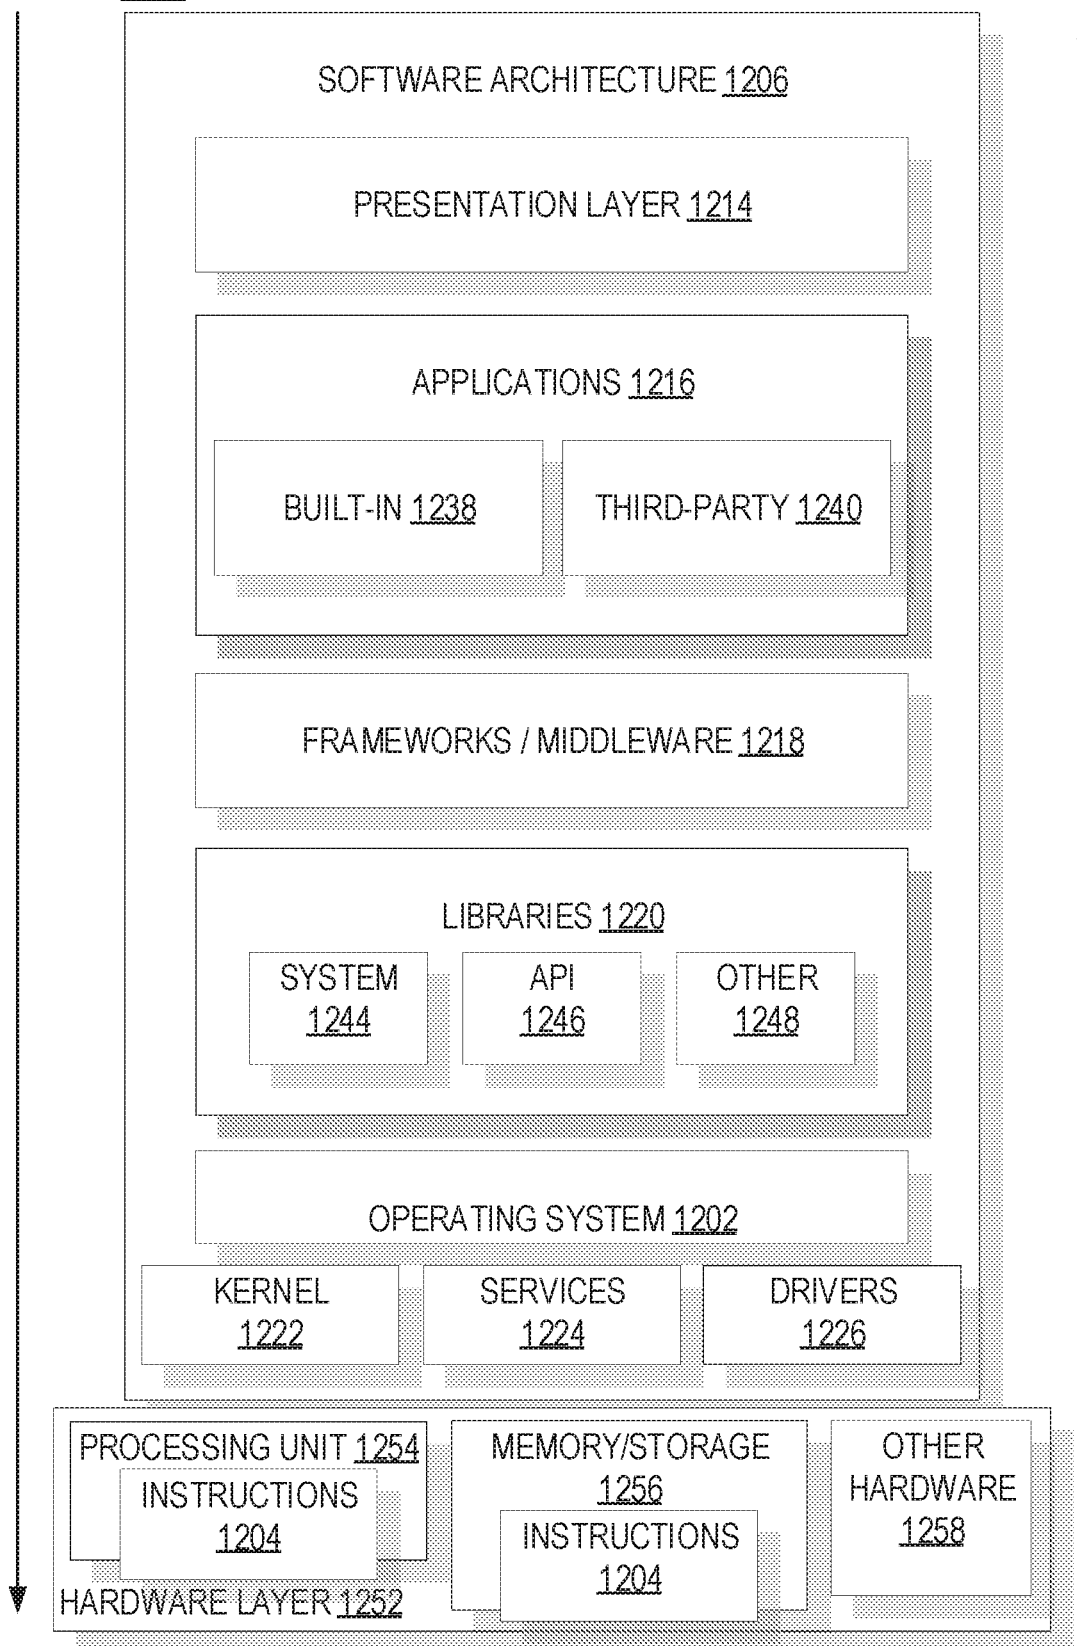 SOFTWARE ARCHITECTURE 1206
PRESENTATION LAYER 1214
APPLICATIONS 1216
BUILT-IN 1238
THIRD-PARTY 1240
FRAMEWORKS / MIDDLEWARE 1218
LIBRARIES 1220
SYSTEM
1244
API
1246
OTHER
1248
OPERATING SYSTEM 1202
KERNEL
1222
SERVICES
1224
DRIVERS
1226
PROCESSING UNIT 1254
INSTRUCTIONS
1204
MEMORY/STORAGE
1256
INSTRUCTIONS
1204
OTHER
HARDWARE
1258
HARDWARE LAYER 1252